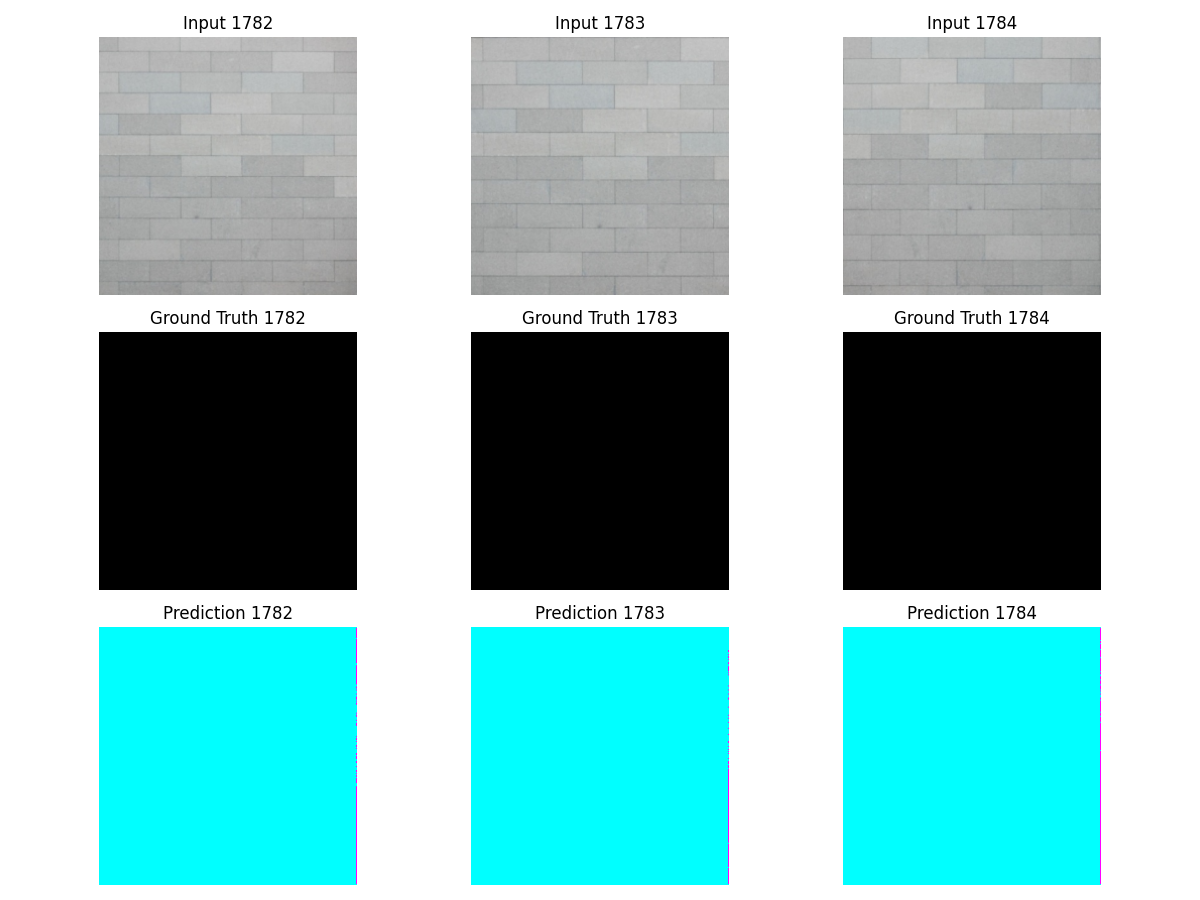 Input 1782
Input 1783
Input 1784
Ground Truth 1782
Ground Truth 1783
Ground Truth 1784
Prediction 1782
Prediction 1783
Prediction 1784